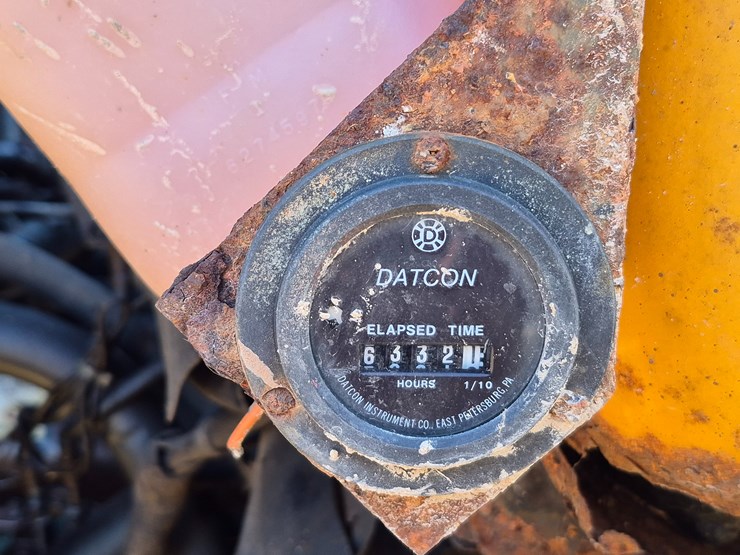 D
DATCON
ELAPSED TIME
6332
HOURS 1/10
DATCON INSTRUMENT CO., EAST PETERSBURG, PA